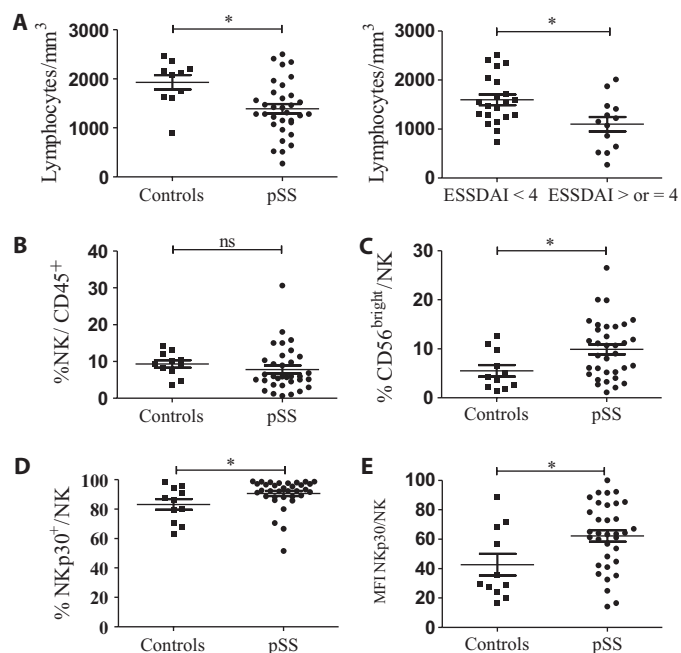 A
Lymphocytes/mm³
3000
2000
1000
0
*
Controls
pSS
Lymphocytes/mm³
3000
2000
1000
0
*
ESSDAI < 4
ESSDAI > or = 4
B
%NK/ CD45⁺
40
30
20
10
0
ns
Controls
pSS
C
% CD56ᵇʳⁱᵍʰᵗ/NK
30
20
10
0
*
Controls
pSS
D
% NKp30⁺/NK
100
80
60
40
20
0
*
Controls
pSS
E
MFI NKp30/NK
100
80
60
40
20
0
*
Controls
pSS